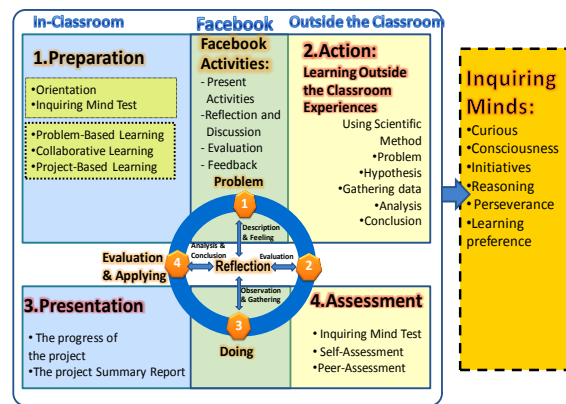 In-Classroom
Facebook
Outside the Classroom
1.Preparation
•Orientation
•Inquiring Mind Test
•Problem-Based Learning
•Collaborative Learning
•Project-Based Learning
Facebook
Activities:
- Present
Activities
-Reflection and
Discussion
- Evaluation
- Feedback
2.Action:
Learning Outside
the Classroom
Experiences
Using Scientific
Method
•Problem
•Hypothesis
•Gathering data
•Analysis
•Conclusion
Problem
1
Description
& Feeling
Evaluation
& Applying
4
Analysis &
Conclusion
Reflection
Evaluation
2
Observation
& Gathering
3
Doing
3.Presentation
• The progress of
the project
• The project Summary Report
4.Assessment
• Inquiring Mind Test
•Self-Assessment
•Peer-Assessment
Inquiring
Minds:
•Curious
•Consciousness
•Initiatives
•Reasoning
• Perseverance
•Learning
preference